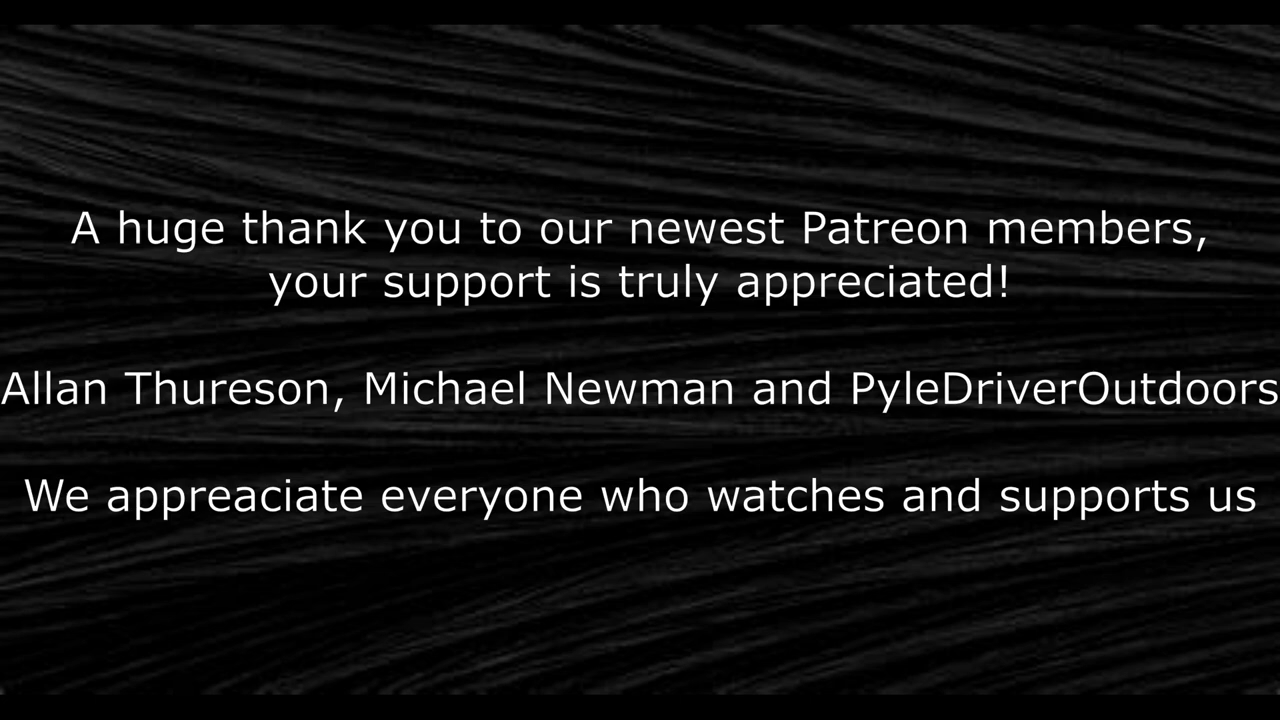 A huge thank you to our newest Patreon members,
your support is truly appreciated!
Allan Thureson, Michael Newman and PyleDriverOutdoors
We appreaciate everyone who watches and supports us